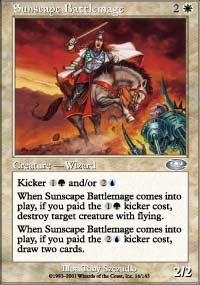 Sunscape Battlemage 2
Creature — Wizard
Kicker 1 and/or 2
When Sunscape Battlemage comes into
play, if you paid the 1 kicker cost,
destroy target creature with flying.
When Sunscape Battlemage comes into
play, if you paid the 2 kicker cost,
draw two cards.
2/2
Illus. Tony Szczudlo
©1993-2001 Wizards of the Coast, Inc. 16/143